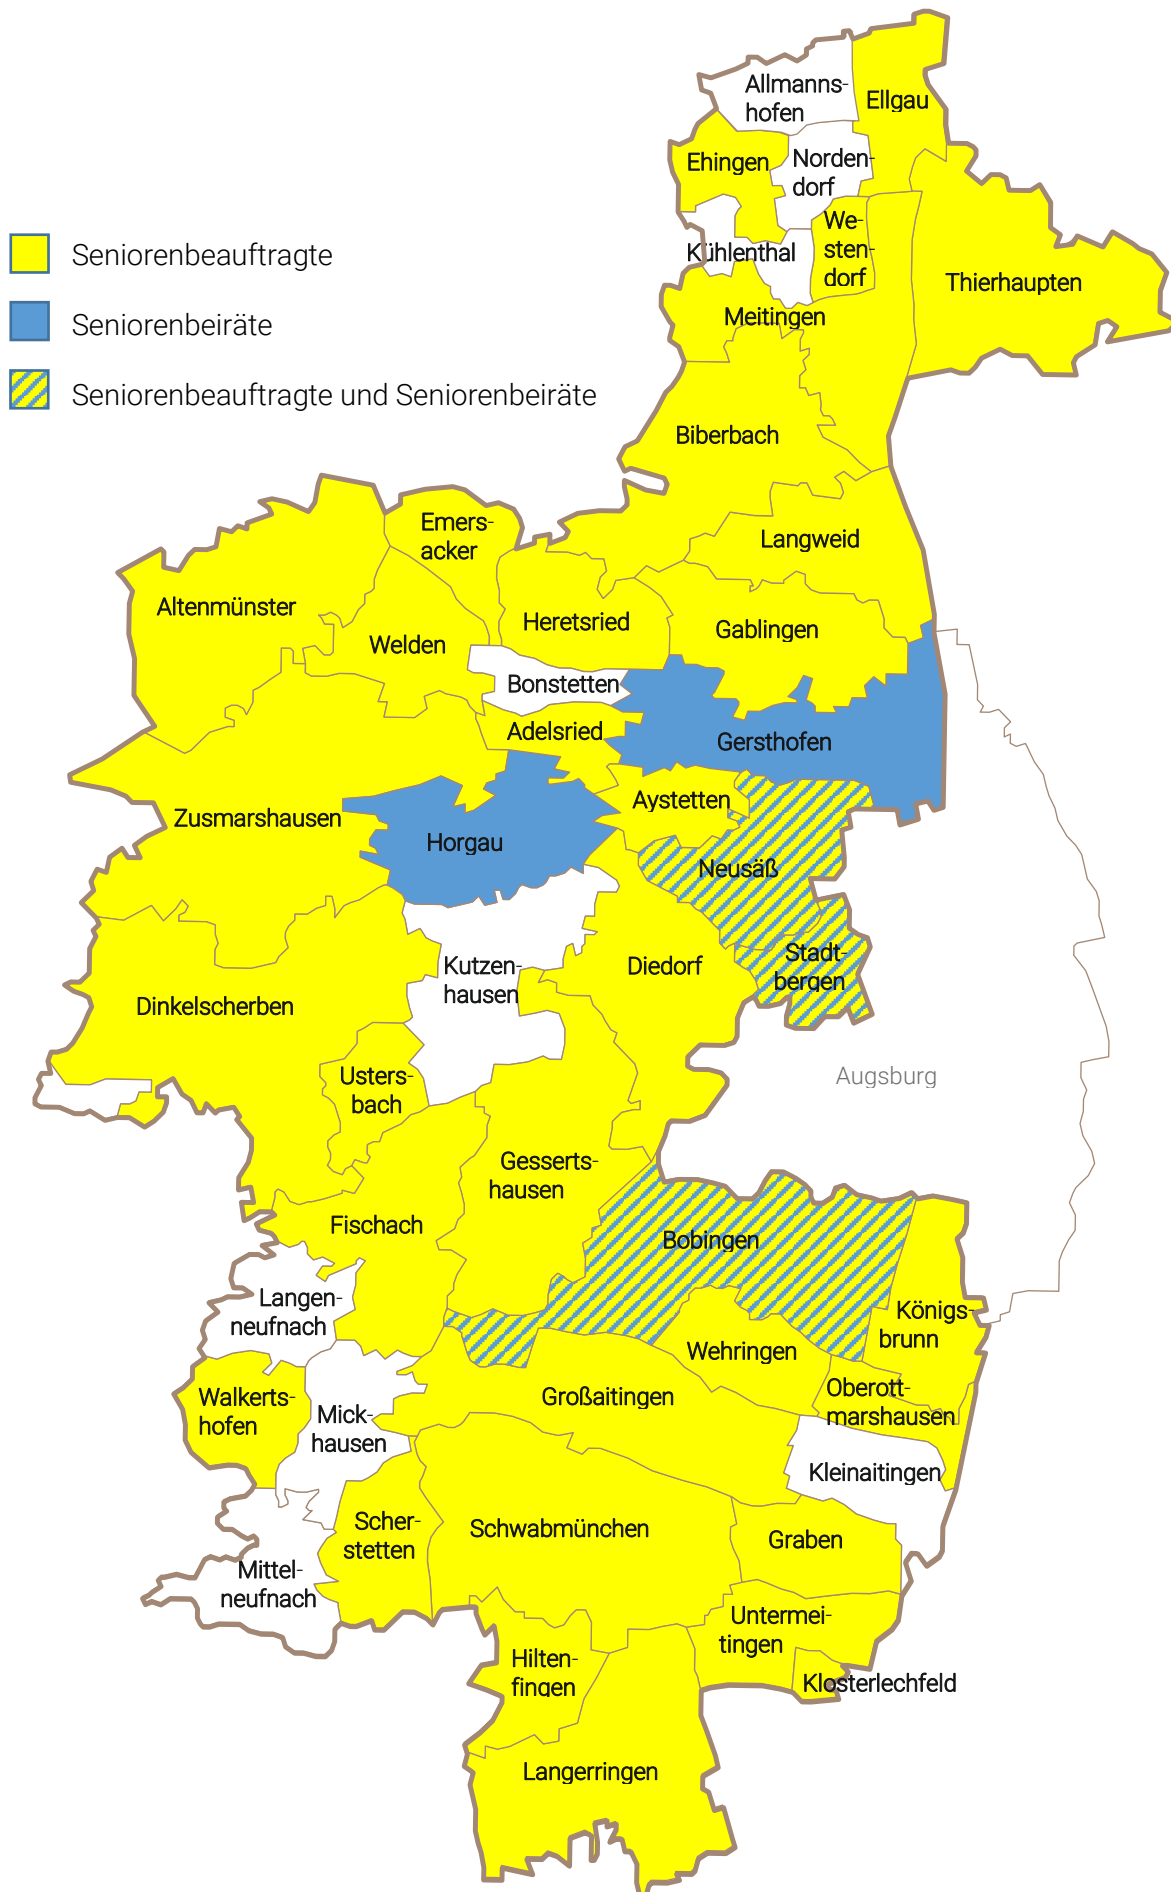 Allmanns-
hofen
Ellgau
Ehingen
Norden-
dorf
We-
sten-
dorf
Kühlenthal
Thierhaupten
Meitingen
Seniorenbeauftragte
Seniorenbeiräte
Seniorenbeauftragte und Seniorenbeiräte
Biberbach
Emers-
acker
Langweid
Altenmünster
Heretsried
Gablingen
Welden
Bonstetten
Adelsried
Gersthofen
Aystetten
Zusmarshausen
Horgau
Neusäß
Stadt-
bergen
Kutzen-
hausen
Diedorf
Dinkelscherben
Usters-
bach
Augsburg
Gesserts-
hausen
Fischach
Bobingen
Langen-
neufnach
Königs-
brunn
Wehringen
Walkerts-
hofen
Großaitingen
Oberott-
marshausen
Mick-
hausen
Kleinaitingen
Scher-
stetten
Schwabmünchen
Graben
Mittel-
neufnach
Untermei-
tingen
Hilten-
fingen
Klosterlechfeld
Langerringen